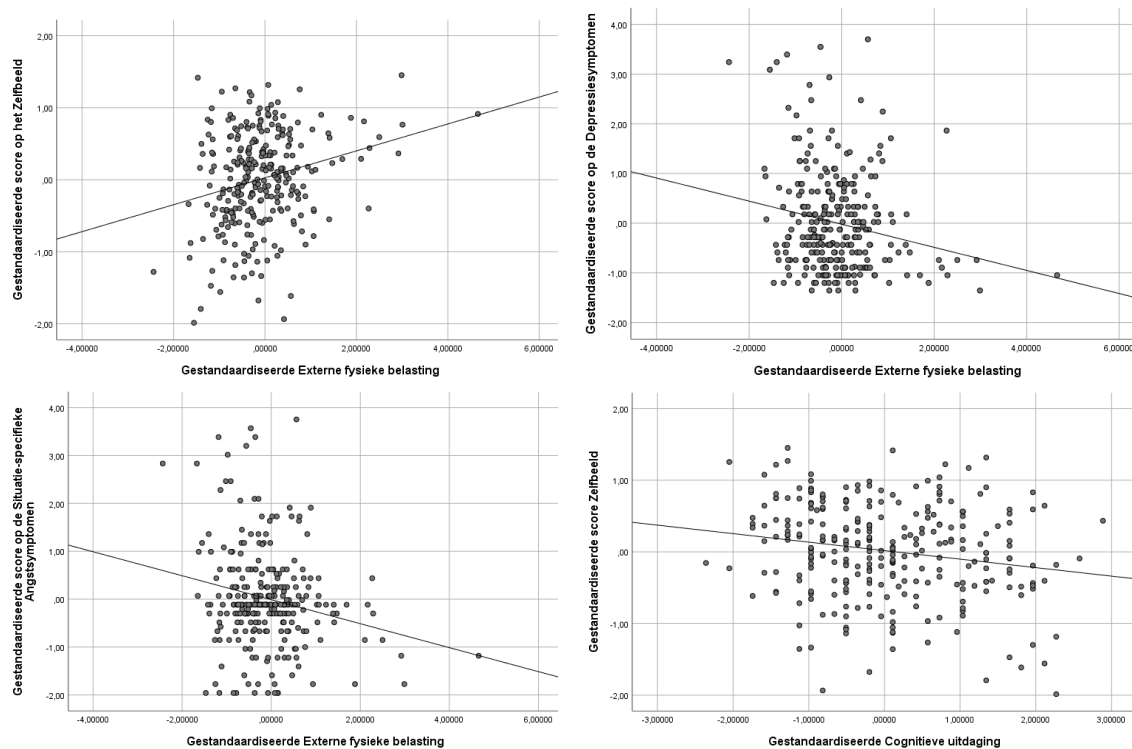 Gestandaardiseerde score op het Zelfbeeld
2,00
1,00
,00
-1,00
-2,00
-4,00000 -2,00000 ,00000 2,00000 4,00000 6,00000
Gestandaardiseerde Externe fysieke belasting
Gestandaardiseerde score op de Depressiesymptomen
4,00
3,00
2,00
1,00
,00
-1,00
-2,00
-4,00000 -2,00000 ,00000 2,00000 4,00000 6,00000
Gestandaardiseerde Externe fysieke belasting
Gestandaardiseerde score op de Situatie-specifieke
Angstsymptomen
4,00
2,00
,00
-2,00
-4,00000 -2,00000 ,00000 2,00000 4,00000 6,00000
Gestandaardiseerde Externe fysieke belasting
Gestandaardiseerde score Zelfbeeld
2,00
1,00
,00
-1,00
-2,00
-3,00000 -2,00000 -1,00000 ,00000 1,00000 2,00000 3,00000
Gestandaardiseerde Cognitieve uitdaging